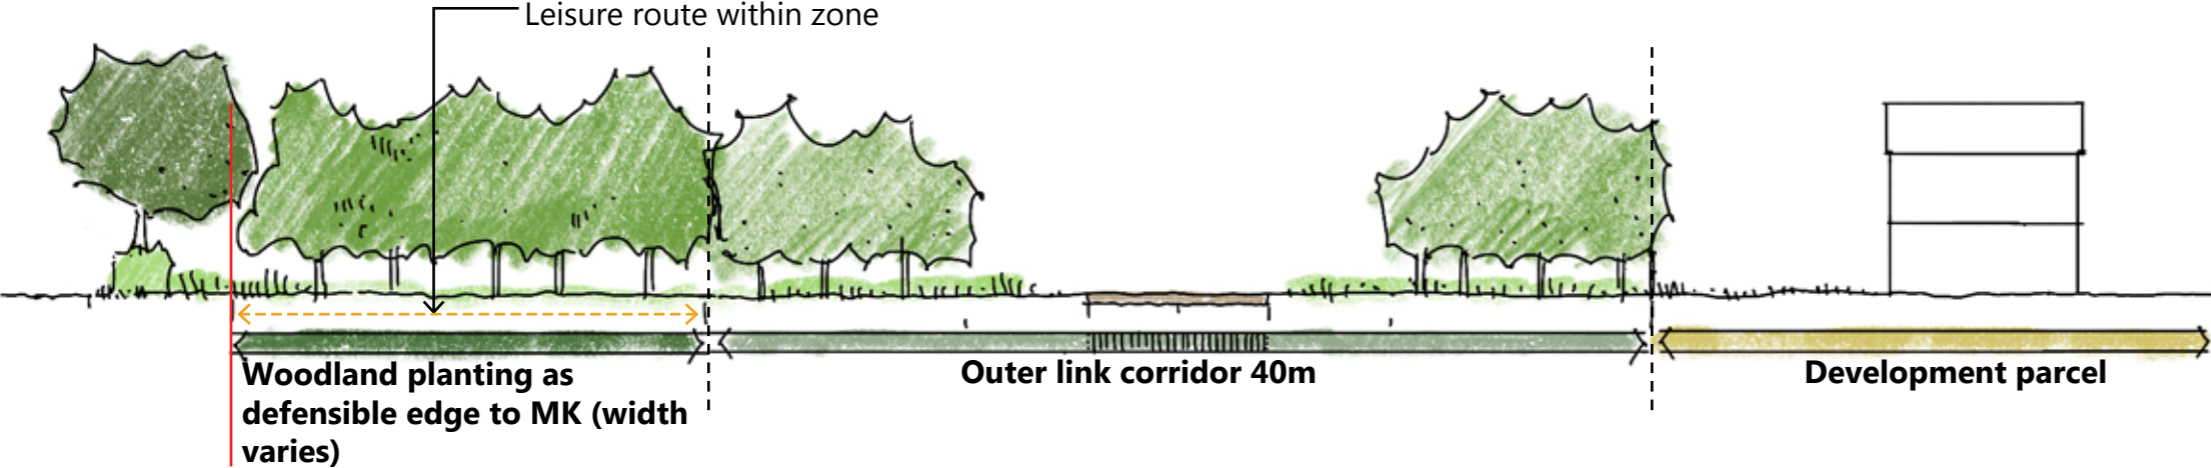 Leisure route within zone
Woodland planting as
defensible edge to MK (width
varies)
Outer link corridor 40m
Development parcel